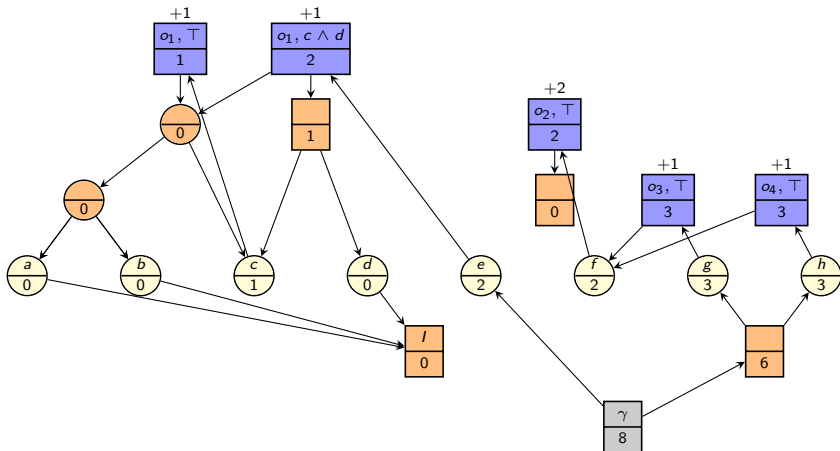 +1 +1
o₁, ⊤ o₁, c ∧ d
1 2
+2
o₂, ⊤
2
0 1
+1 +1
o₃, ⊤ o₄, ⊤
3 3
0 0
a b c d e f g h
0 0 1 0 2 2 3 3
I
0 6
γ
8